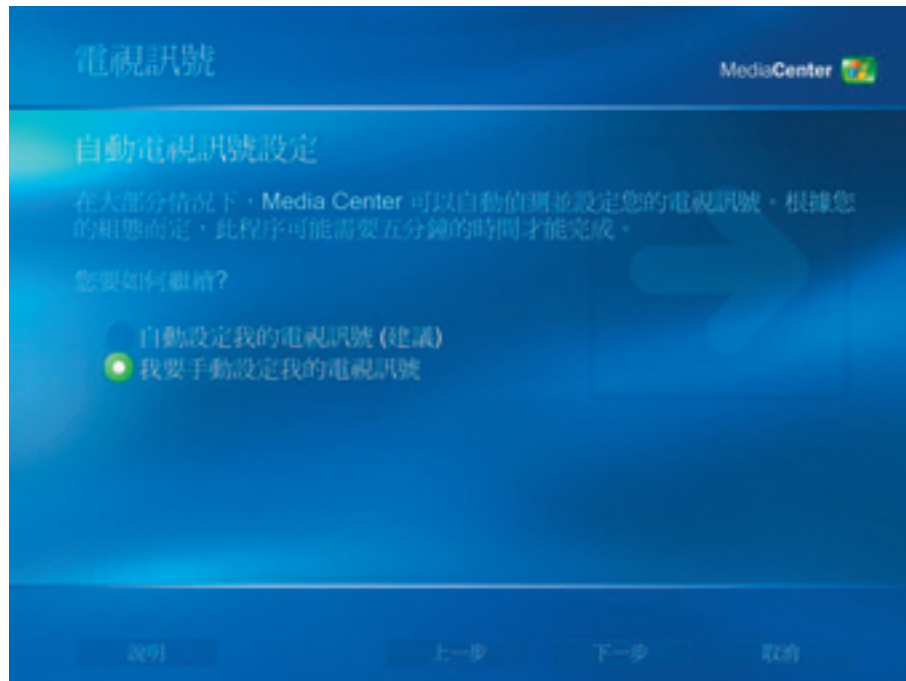 電視訊號
MediaCenter
自動電視訊號設定
在大部分情況下，Media Center 可以自動偵測並設定您的電視訊號。根據您
的組態而定，此程序可能需要五分鐘的時間才能完成。
您要如何繼續?
自動設定我的電視訊號 (建議)
我要手動設定我的電視訊號
說明 上一步 下一步 取消